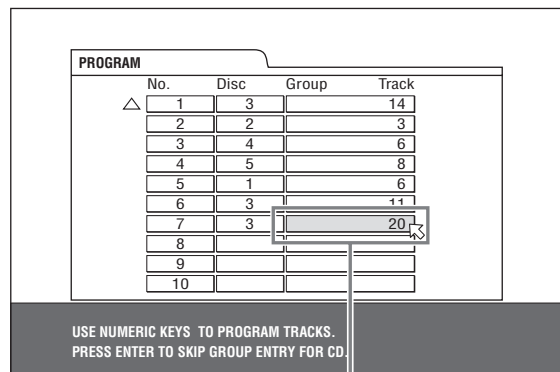 PROGRAM
No. Disc Group Track
1 3 14
2 2 3
3 4 6
4 5 8
5 1 6
6 3 11
7 3 20
8
9
10
USE NUMERIC KEYS TO PROGRAM TRACKS.
PRESS ENTER TO SKIP GROUP ENTRY FOR CD.